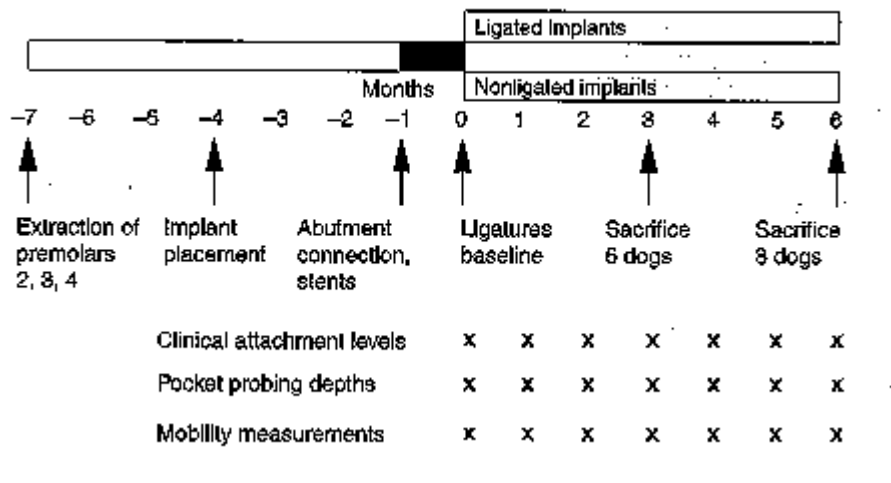 Ligated Implants
Months Nonligated implants
–7 –6 –5 –4 –3 –2 –1 0 1 2 3 4 5 6
Extraction of Implant Abutment Ligatures Sacrifice Sacrifice
premolars placement connection, baseline 6 dogs dogs
2, 3, 4 stents
Clinical attachment levels x x x x x x x
Pocket probing depths x x x x x x x
Mobility measurements x x x x x x x